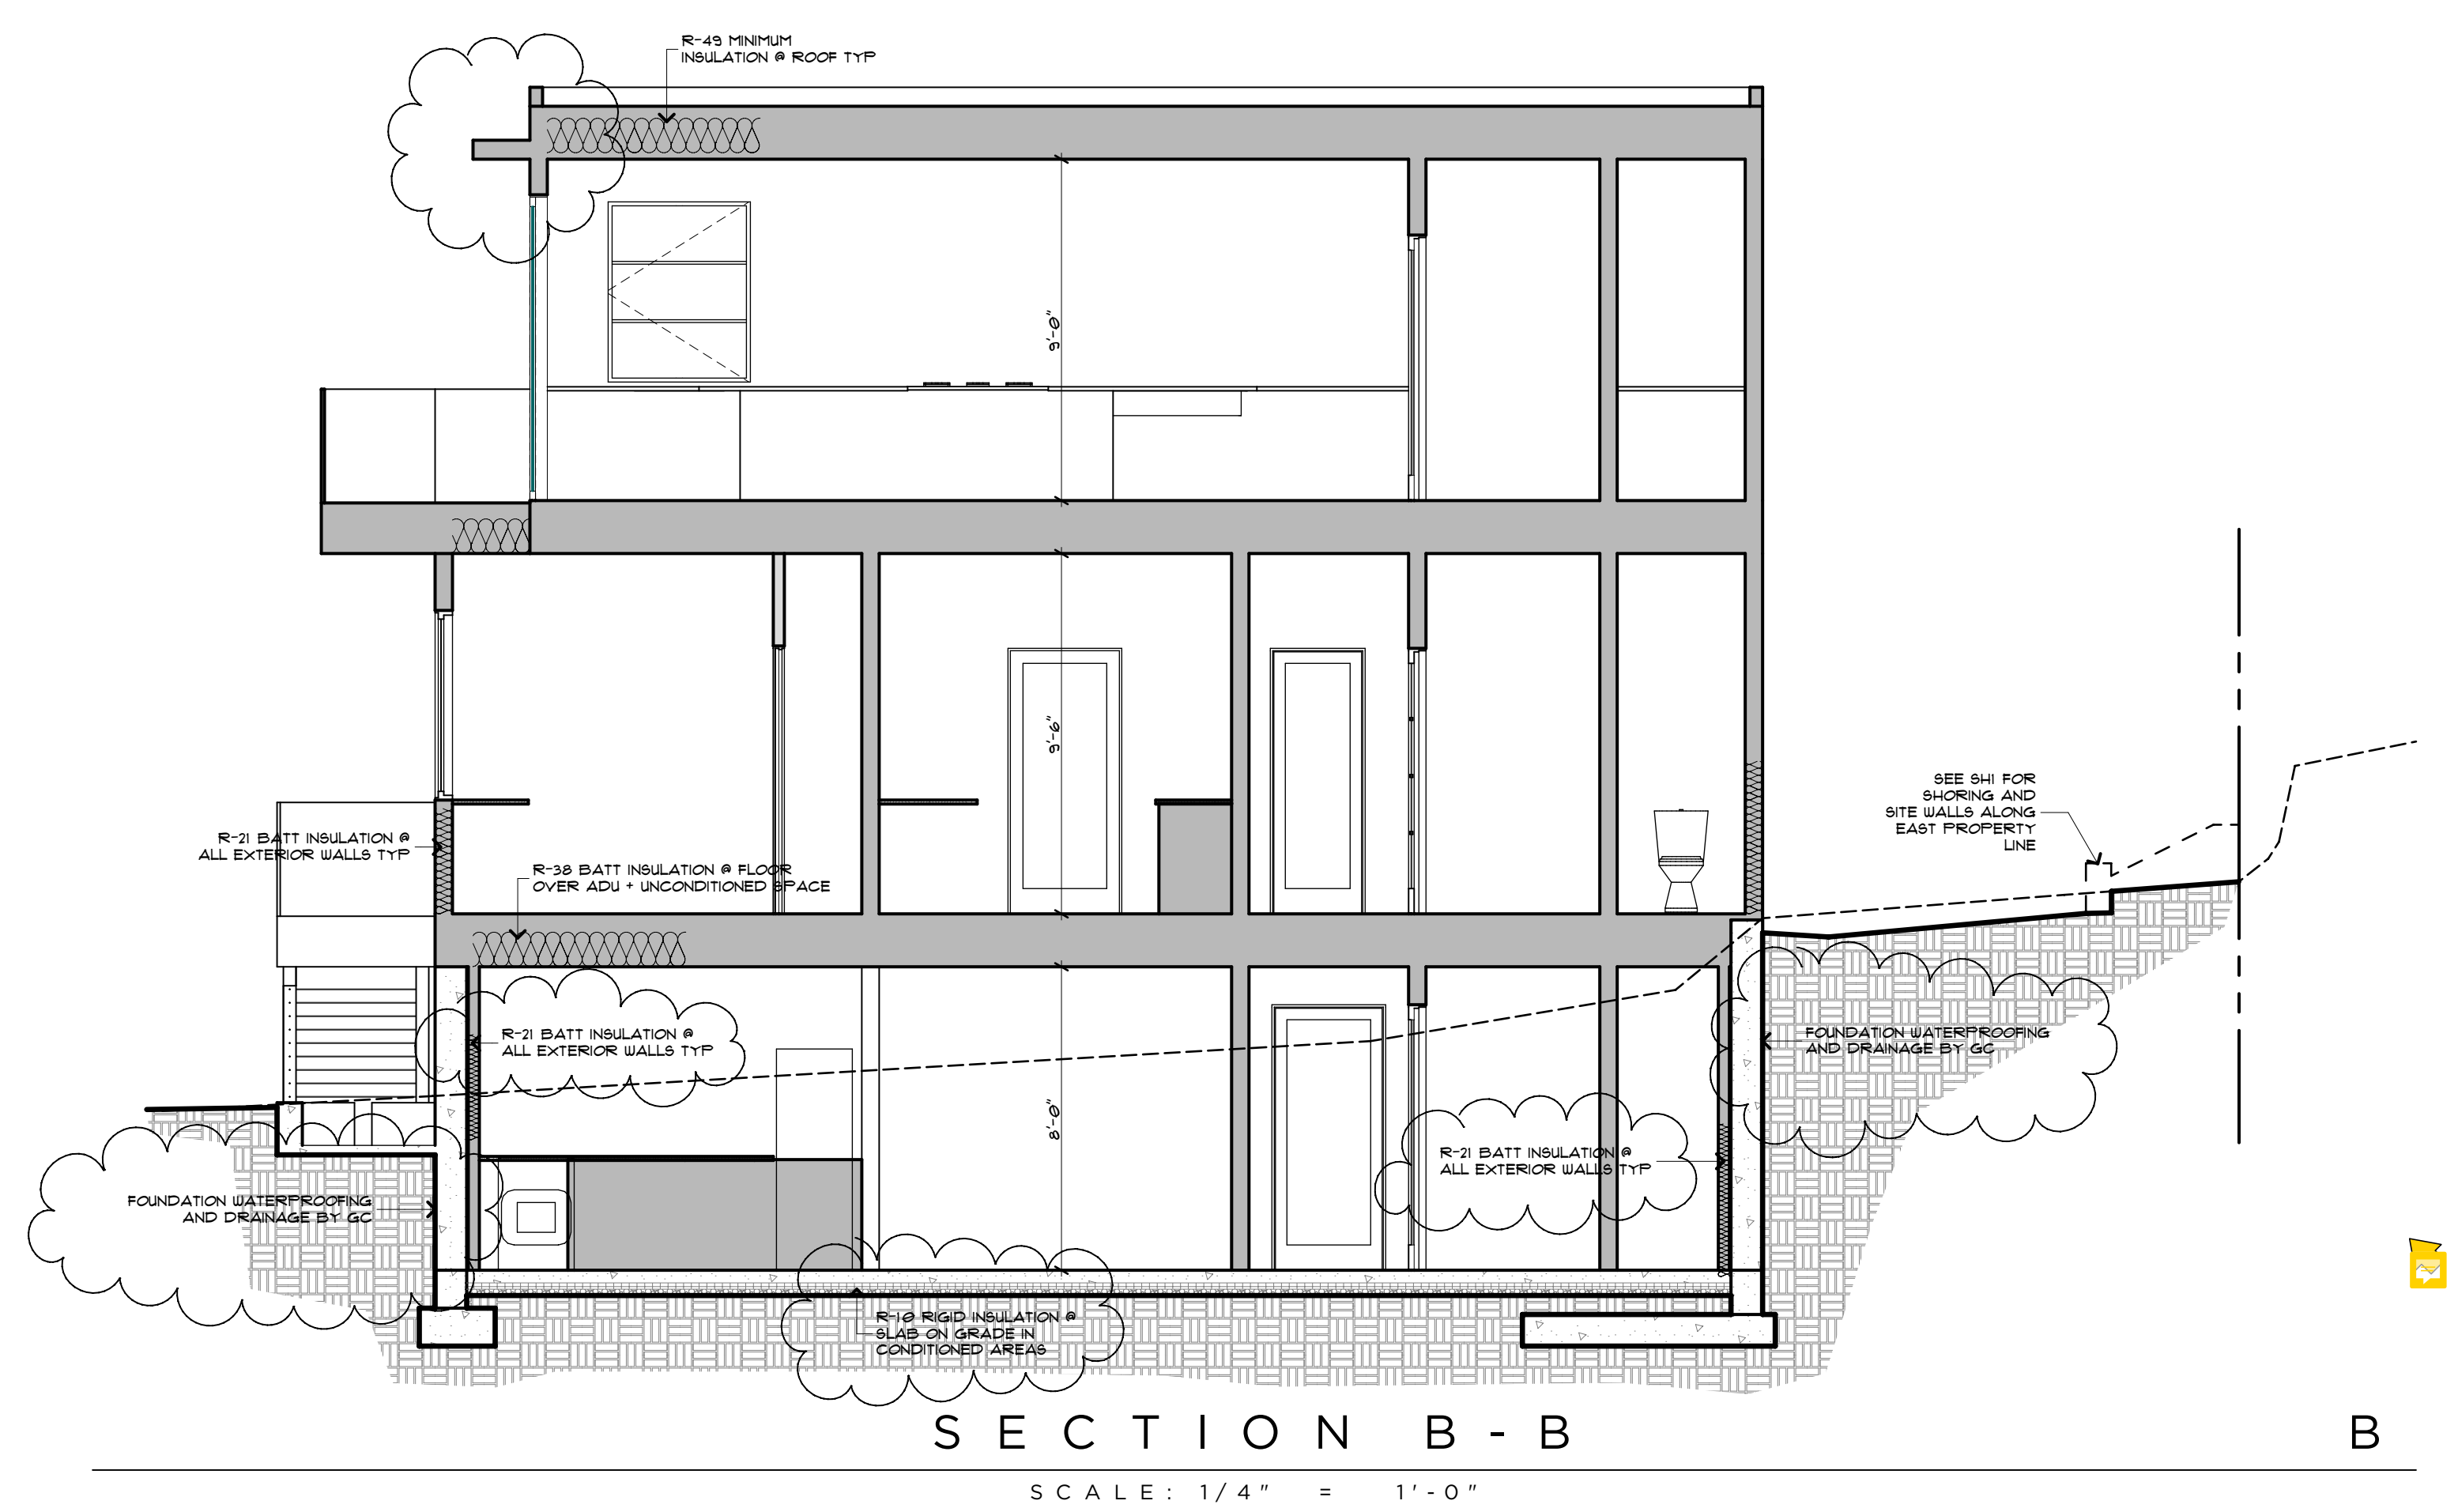 R-49 MINIMUM
INSULATION @ ROOF TYP
9'-0"
9'-6"
SEE SH1 FOR
SHORING AND
SITE WALLS ALONG
EAST PROPERTY
LINE
R-21 BATT INSULATION @
ALL EXTERIOR WALLS TYP
R-38 BATT INSULATION @ FLOOR
OVER ADU + UNCONDITIONED SPACE
R-21 BATT INSULATION @
ALL EXTERIOR WALLS TYP
FOUNDATION WATERPROOFING
AND DRAINAGE BY GC
8'-0"
R-21 BATT INSULATION @
ALL EXTERIOR WALLS TYP
FOUNDATION WATERPROOFING
AND DRAINAGE BY GC
R-10 RIGID INSULATION @
SLAB ON GRADE IN
CONDITIONED AREAS
SECTION B-B
B
SCALE: 1/4" = 1'-0"